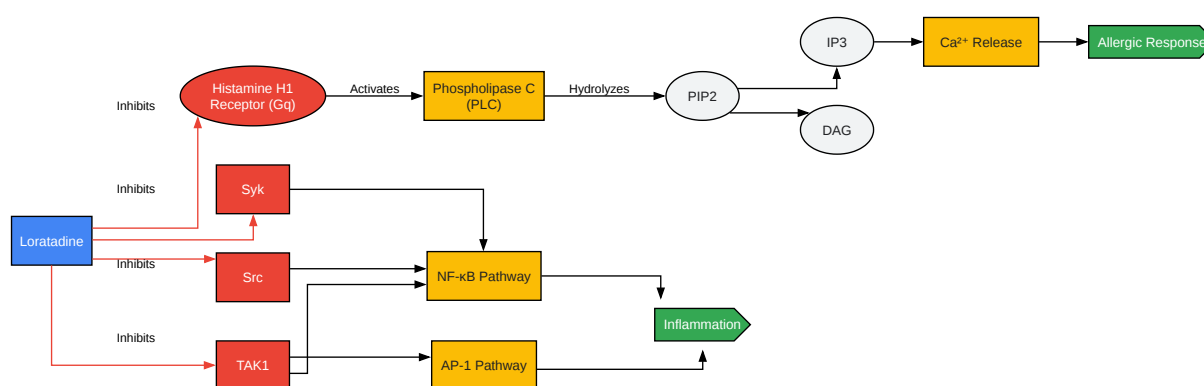 IP3
Ca²⁺ Release
Allergic Response
Inhibits
Histamine H1
Receptor (Gq)
Activates
Phospholipase C
(PLC)
Hydrolyzes
PIP2
DAG
Inhibits
Syk
Loratadine
Inhibits
Src
NF-κB Pathway
Inflammation
Inhibits
TAK1
AP-1 Pathway